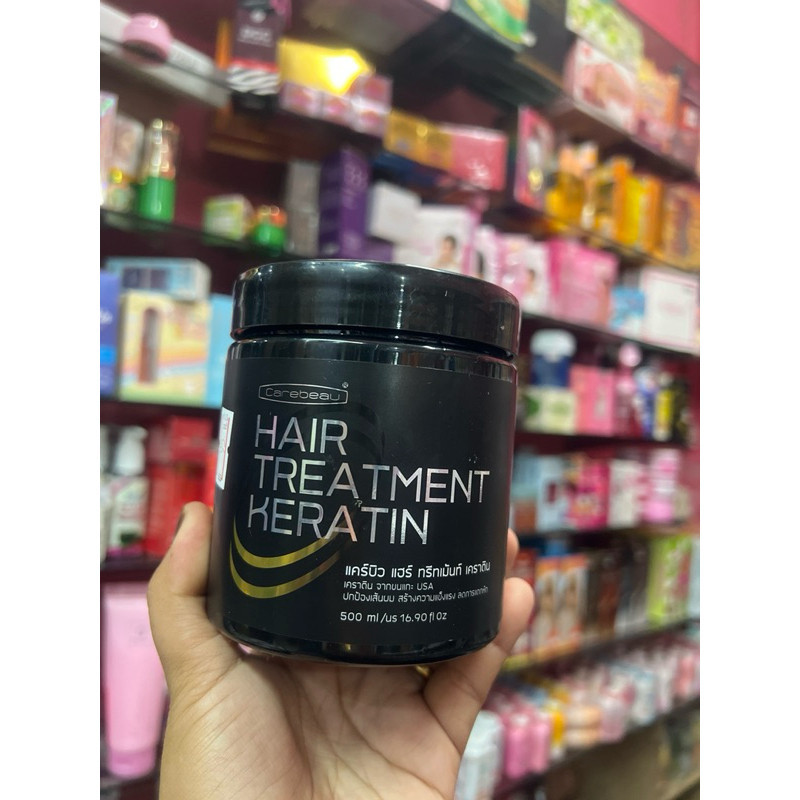 carebeau
HAIR
TREATMENT
KERATIN
แคร์บิว แฮร์ ทรีทเม้นท์ เคราติน
เคราติน จากขนแกะ USA
ปกป้องเส้นผม สร้างความแข็งแรง ลดการแตกหัก
500 ml /us 16.90 fl oz